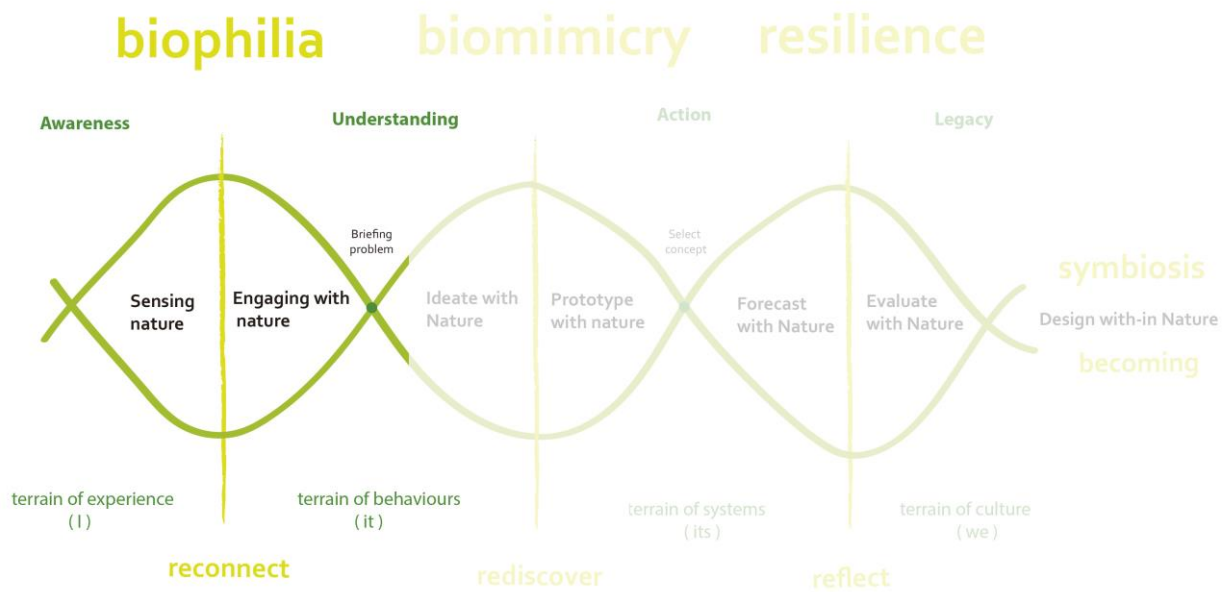 biophilia
biomimicry
resilience
Awareness
Understanding
Action
Legacy
Briefing
problem
Select
concept
Sensing
nature
Engaging with
nature
Ideate with
Nature
Prototype
with nature
Forecast
with Nature
Evaluate
with Nature
symbiosis
Design with-in Nature
becoming
terrain of experience
( I )
terrain of behaviours
( it )
terrain of systems
( its )
terrain of culture
( we )
reconnect
rediscover
reflect